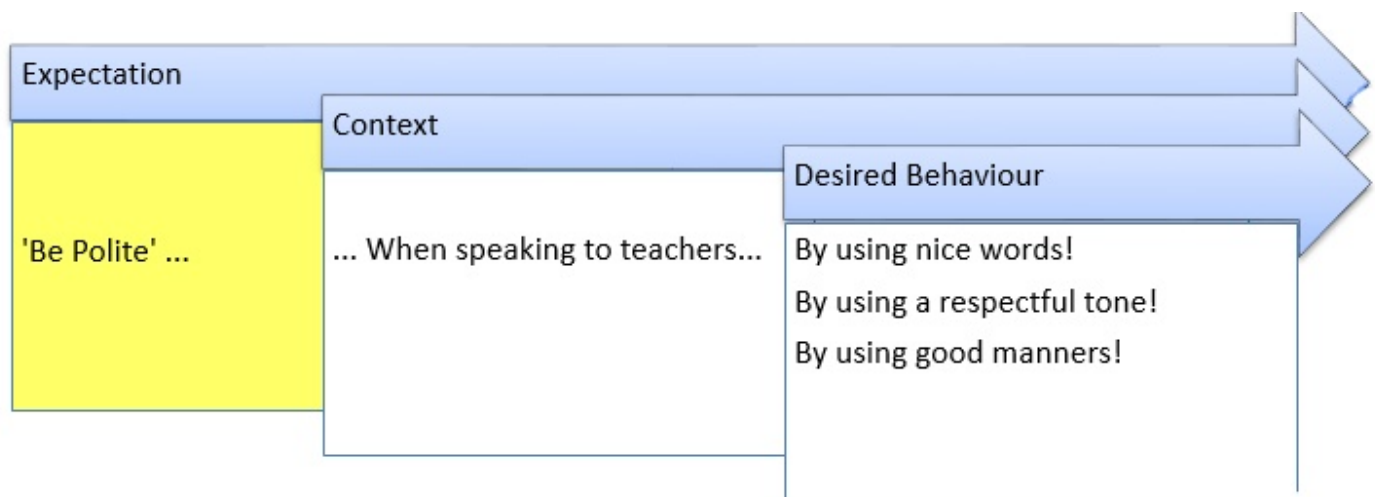 Expectation
Context
Desired Behaviour
'Be Polite' ...
... When speaking to teachers...
By using nice words!
By using a respectful tone!
By using good manners!